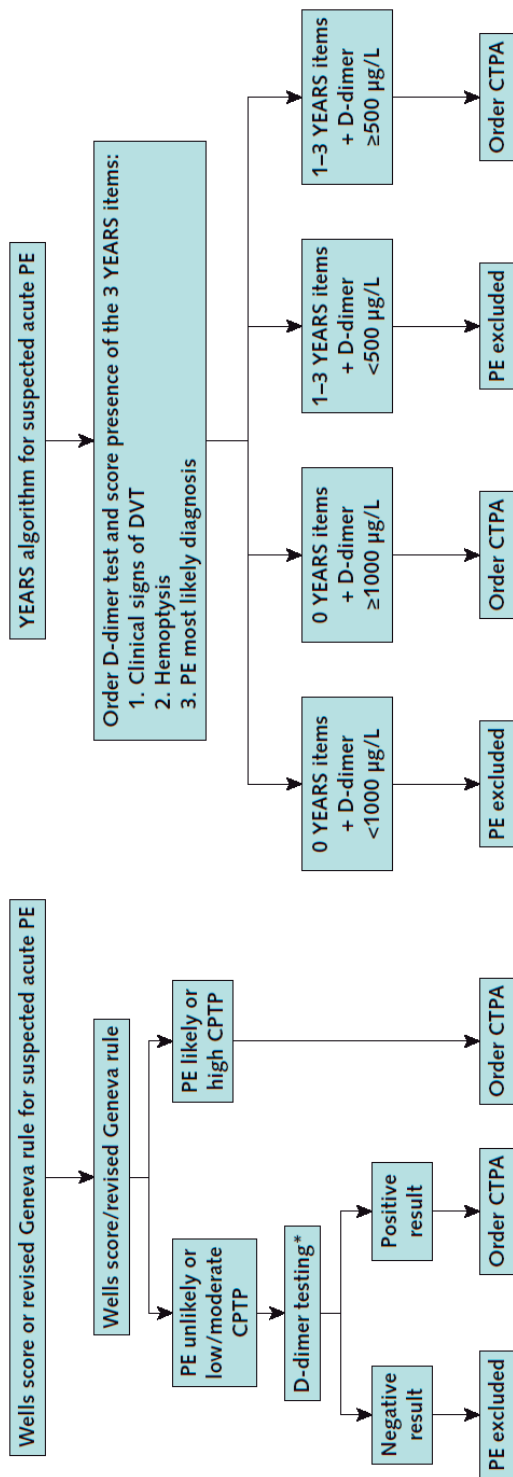 Wells score or revised Geneva rule for suspected acute PE
Wells score/revised Geneva rule
PE unlikely or
low/moderate
CPTP
PE likely or
high CPTP
D-dimer testing*
Negative
result
Positive
result
PE excluded
Order CTPA
Order CTPA
YEARS algorithm for suspected acute PE
Order D-dimer test and score presence of the 3 YEARS items:
1. Clinical signs of DVT
2. Hemoptysis
3. PE most likely diagnosis
0 YEARS items
+ D-dimer
<1000 µg/L
0 YEARS items
+ D-dimer
≥1000 µg/L
1–3 YEARS items
+ D-dimer
<500 µg/L
1–3 YEARS items
+ D-dimer
≥500 µg/L
PE excluded
Order CTPA
PE excluded
Order CTPA